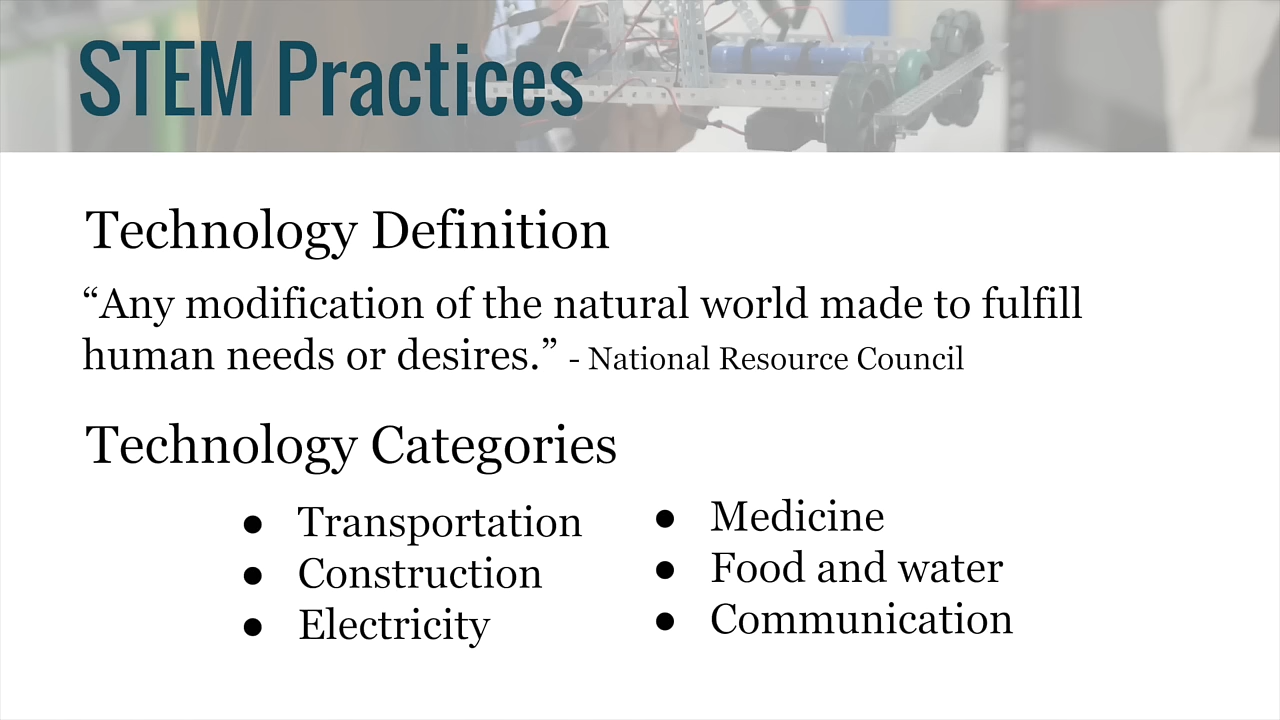 STEM Practices
Technology Definition
“Any modification of the natural world made to fulfill
human needs or desires.” - National Resource Council
Technology Categories
● Transportation
● Construction
● Electricity
● Medicine
● Food and water
● Communication